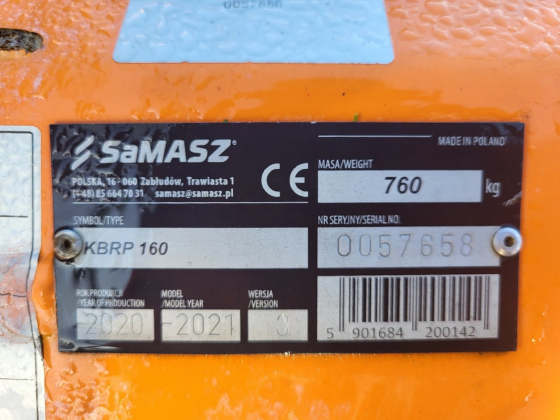 0057658
SaMASZ®
MADE IN POLAND
POLSKA, 16-060 Zabłudów, Trawiasta 1
(+48) 85 664 70 31 samasz@samasz.pl
CE
MASA/WEIGHT
760 kg
SYMBOL/TYPE
KBRP 160
NR SERYJNY/SERIAL NO.
0057658
ROK PRODUKCJI
/YEAR OF PRODUCTION
2020
MODEL
/MODEL YEAR
2021
WERSJA
/VERSION
5 901684 200142